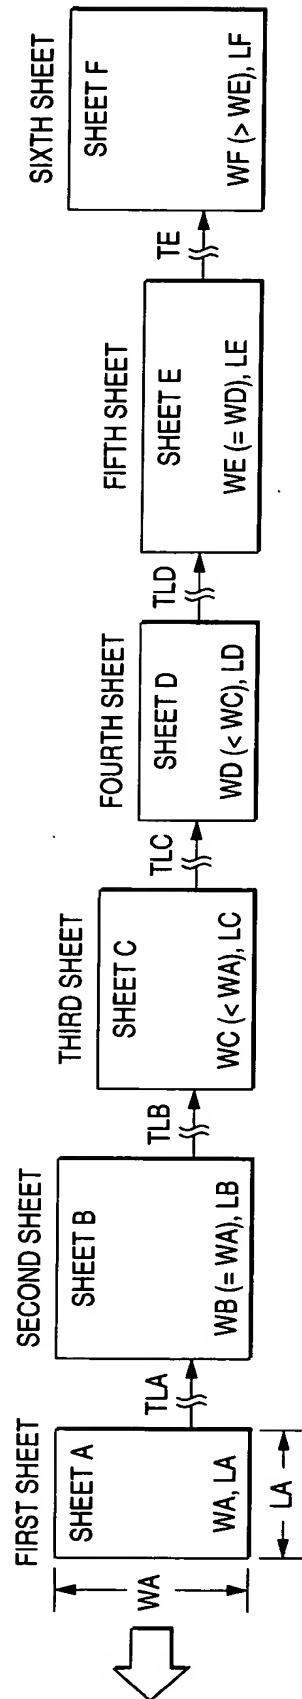 FIRST SHEET
SHEET A
WA, LA
WA
LA
TLA
SECOND SHEET
SHEET B
WB (= WA), LB
TLB
THIRD SHEET
SHEET C
WC (< WA), LC
TLC
FOURTH SHEET
SHEET D
WD (< WC), LD
TLD
FIFTH SHEET
SHEET E
WE (= WD), LE
TE
SIXTH SHEET
SHEET F
WF (> WE), LF